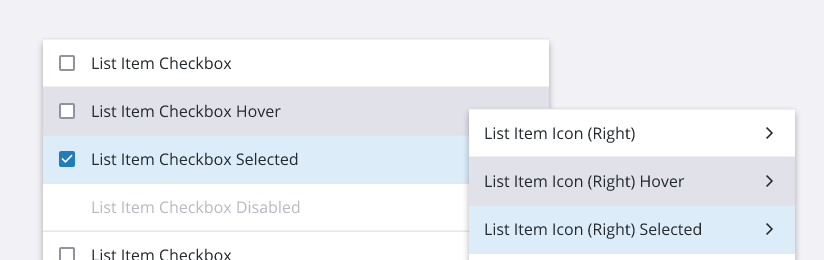 List Item Checkbox
List Item Checkbox Hover
List Item Checkbox Selected
List Item Checkbox Disabled
List Item Checkbox
List Item Icon (Right)
List Item Icon (Right) Hover
List Item Icon (Right) Selected